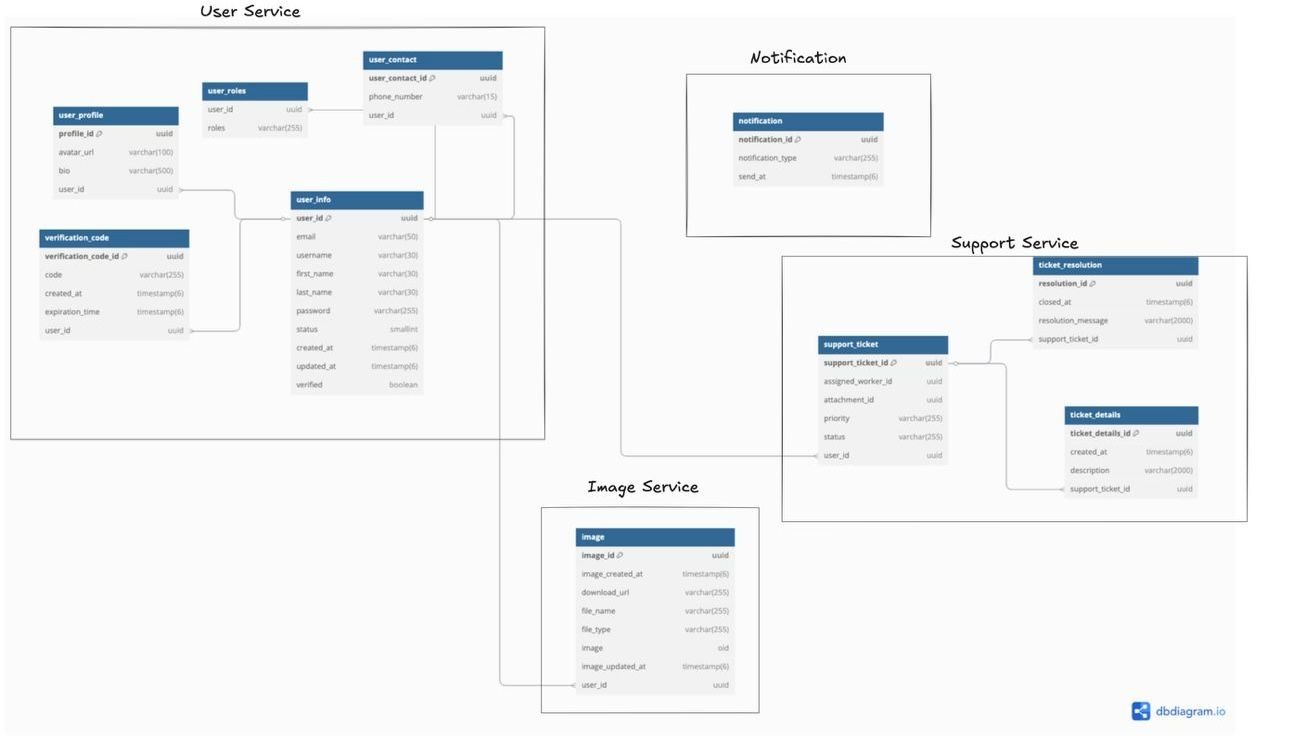 User Service
user_contact
user_contact_id uuid
phone_number varchar(15)
user_id uuid
user_roles
user_id uuid
roles varchar(255)
user_profile
profile_id uuid
avatar_url varchar(100)
bio varchar(500)
user_id uuid
user_info
user_id uuid
email varchar(50)
username varchar(30)
first_name varchar(30)
last_name varchar(30)
password varchar(255)
status smallint
created_at timestamp(6)
updated_at timestamp(6)
verified boolean
verification_code
verification_code_id uuid
code varchar(255)
created_at timestamp(6)
expiration_time timestamp(6)
user_id uuid
Notification
notification
notification_id uuid
notification_type varchar(255)
send_at timestamp(6)
Support Service
ticket_resolution
resolution_id uuid
closed_at timestamp(6)
resolution_message varchar(2000)
support_ticket_id uuid
support_ticket
support_ticket_id uuid
assigned_worker_id uuid
attachment_id uuid
priority varchar(255)
status varchar(255)
user_id uuid
ticket_details
ticket_details_id uuid
created_at timestamp(6)
description varchar(2000)
support_ticket_id uuid
Image Service
image
image_id uuid
image_created_at timestamp(6)
download_url varchar(255)
file_name varchar(255)
file_type varchar(255)
image oid
image_updated_at timestamp(6)
user_id uuid
dbdiagram.io